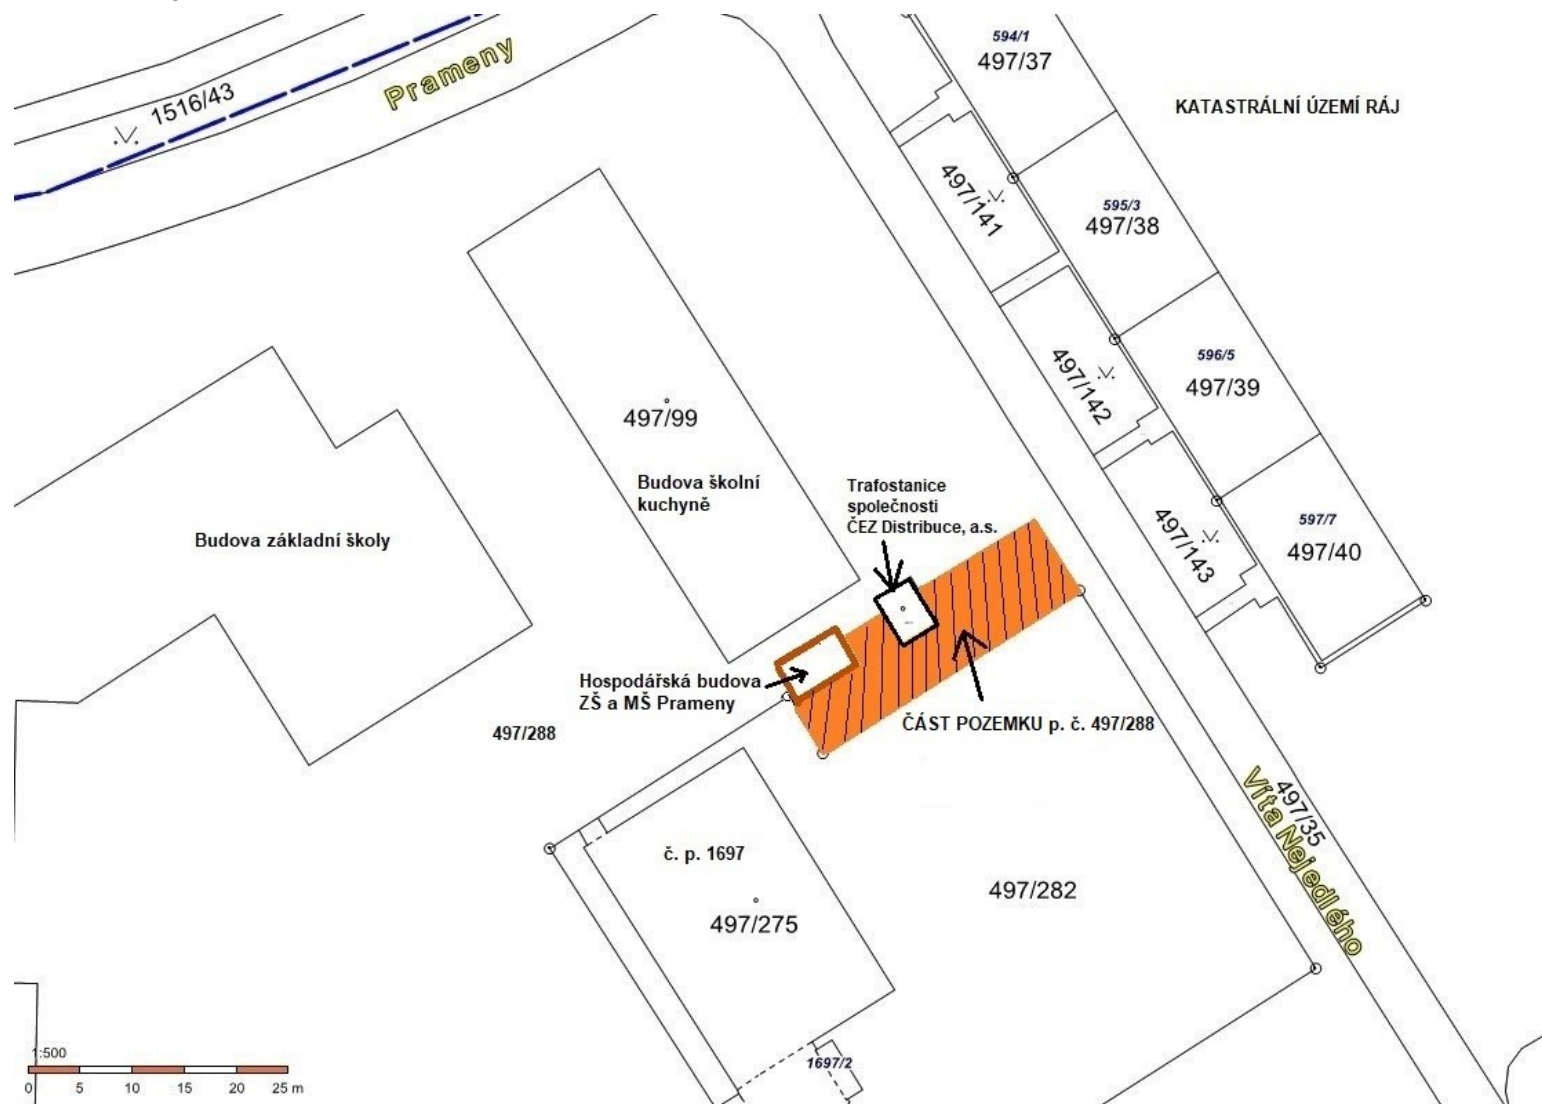 594/1
497/37
Prameny
1516/43
KATASTRÁLNÍ ÚZEMÍ RÁJ
497/141
595/3
497/38
596/5
497/39
497/142
497/99
Budova školní
kuchyně
Trafostanice
společnosti
ČEZ Distribuce, a.s.
597/7
497/40
497/143
Budova základní školy
Hospodářská budova
ZŠ a MŠ Prameny
497/288
ČÁST POZEMKU p. č. 497/288
497/35
Víta Nejedlého
č. p. 1697
497/282
497/275
1697/2
1:500
0 5 10 15 20 25 m